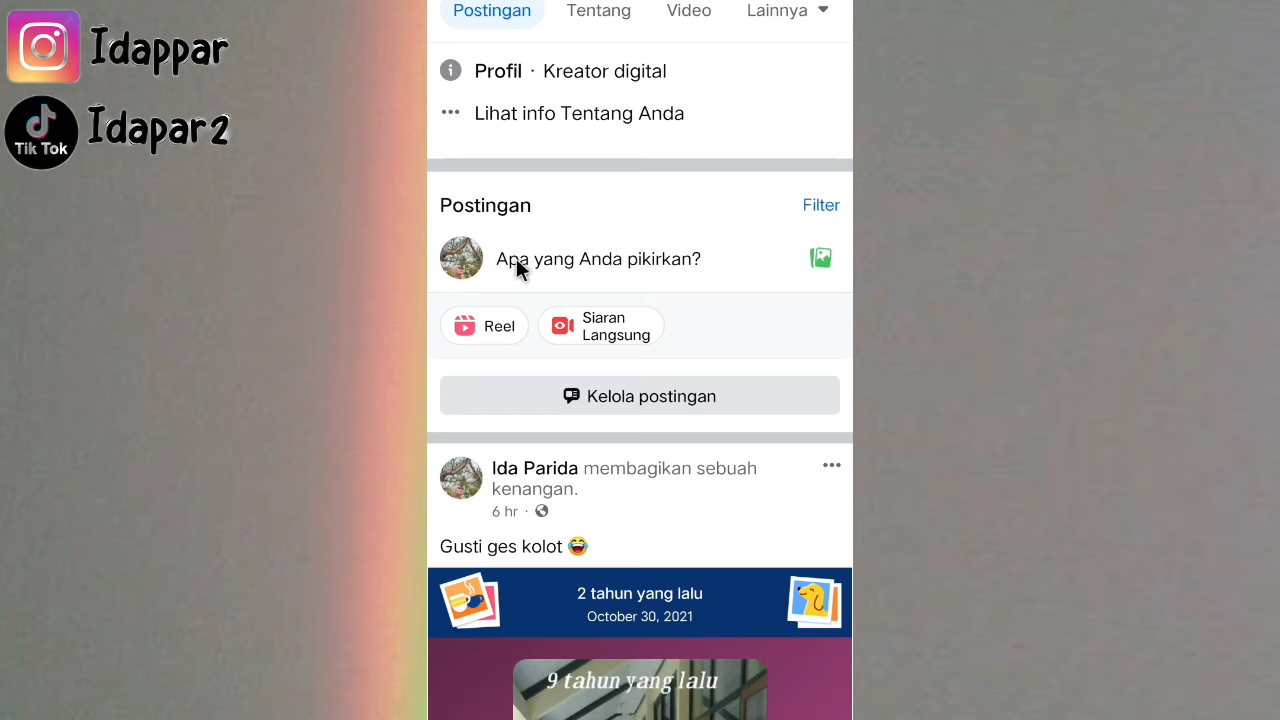 Idappar
Tik Tok
Idapar2
Postingan
Tentang
Video
Lainnya
Profil · Kreator digital
Lihat info Tentang Anda
Postingan
Filter
Apa yang Anda pikirkan?
Reel
Siaran
Langsung
Kelola postingan
Ida Parida membagikan sebuah
kenangan.
6 hr ·
Gusti ges kolot 😂
2 tahun yang lalu
October 30, 2021
9 tahun yang lalu